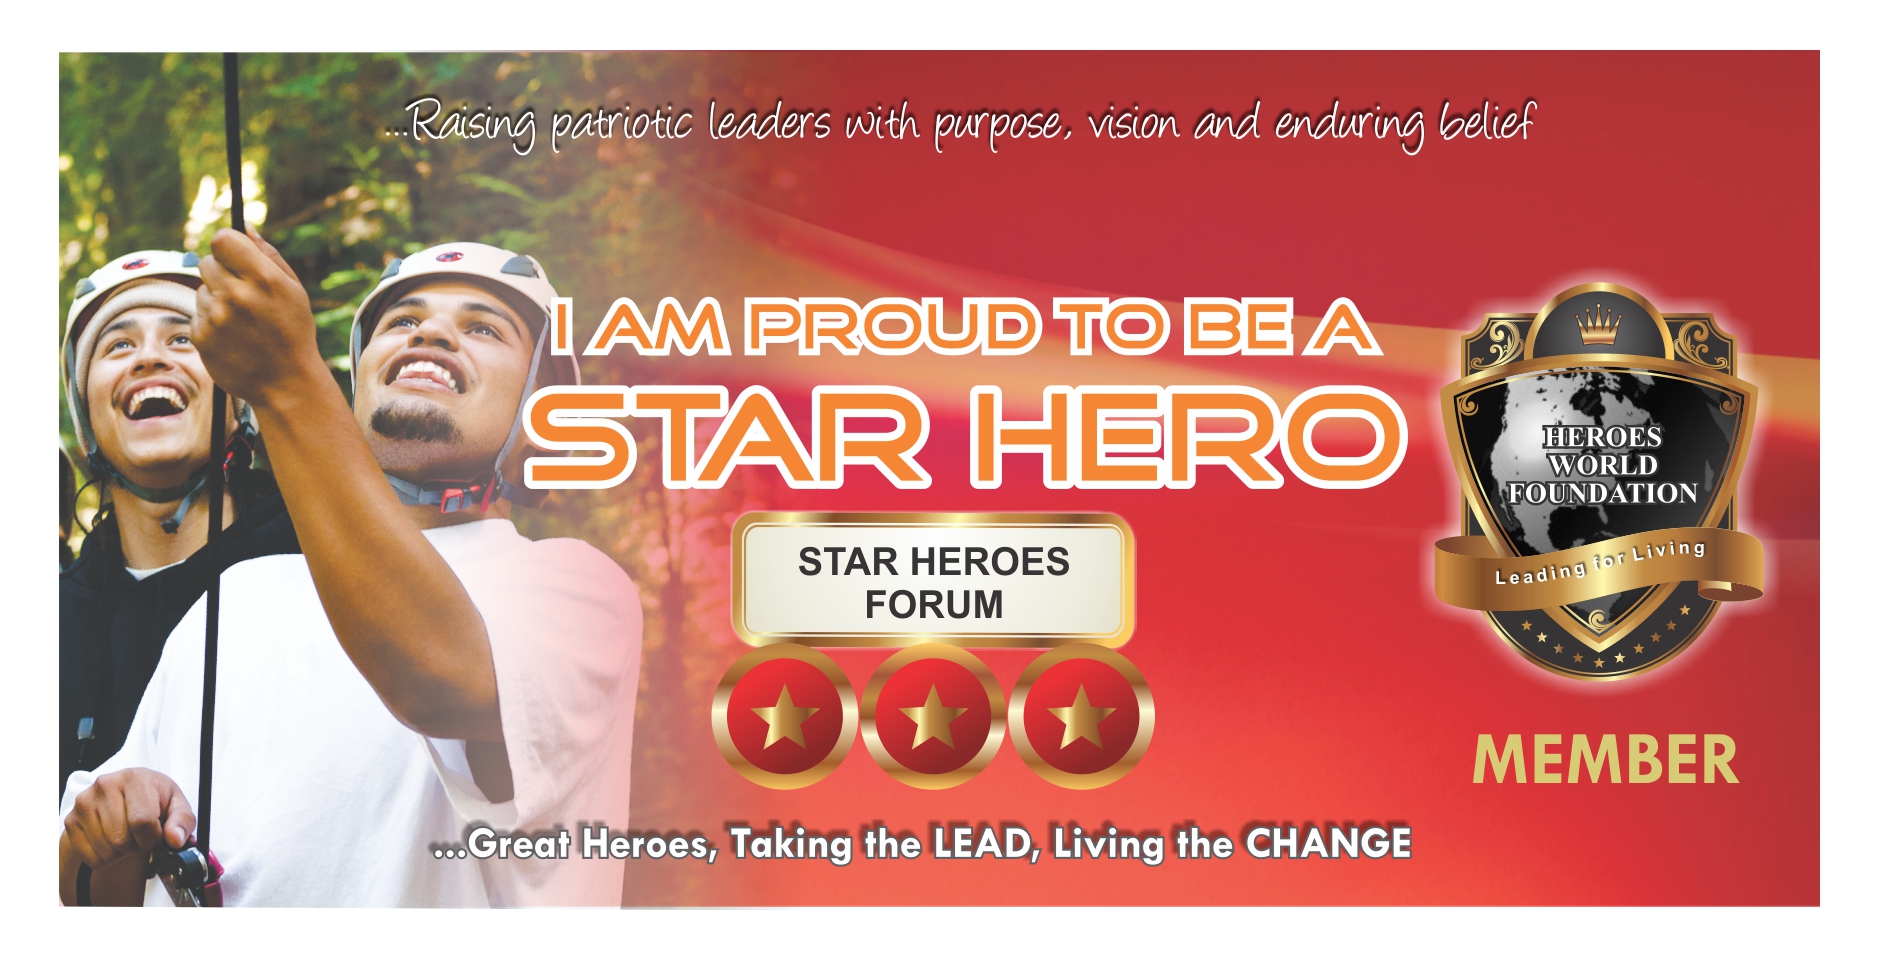 ...Raising patriotic leaders with purpose, vision and enduring belief
I AM PROUD TO BE A
STAR HERO
STAR HEROES
FORUM
HEROES
WORLD
FOUNDATION
Leading for Living
MEMBER
...Great Heroes, Taking the LEAD, Living the CHANGE